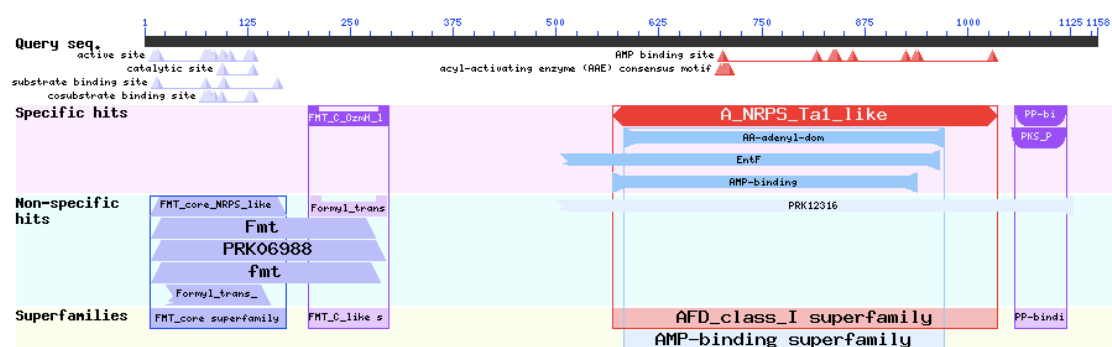 1 125 250 375 500 625 750 875 1000 1125 1158
Query seq.
active site
AMP binding site
catalytic site
acyl-activating enzyme (AAE) consensus motif
substrate binding site
cosubstrate binding site
Specific hits
FMT_C_OzmH_l
A_NRPS_Ta1_like
PP-bi
AA-adenyl-dom
PKS_P
EntF
AMP-binding
Non-specific
hits
FMT_core_NRPS_like
Formyl_trans
PRK12316
Fmt
PRK06988
fmt
Formyl_trans_
Superfamilies
FMT_core superfamily
FMT_C_like s
AFD_class_I superfamily
PP-bindi
AMP-binding superfamily